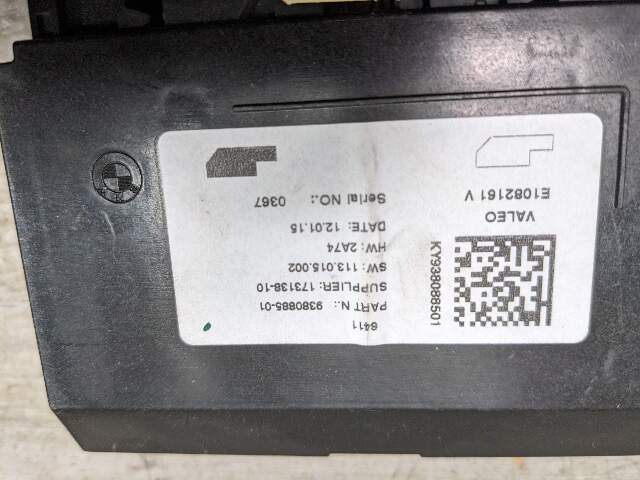 6411
PART N.: 9380885-01
SUPPLIER: 173138-10
SW: 113.015.002
HW: 2A74
DATE: 12.01.15
Serial NO.: 0367
KY938088501
VALEO
E1082161 V